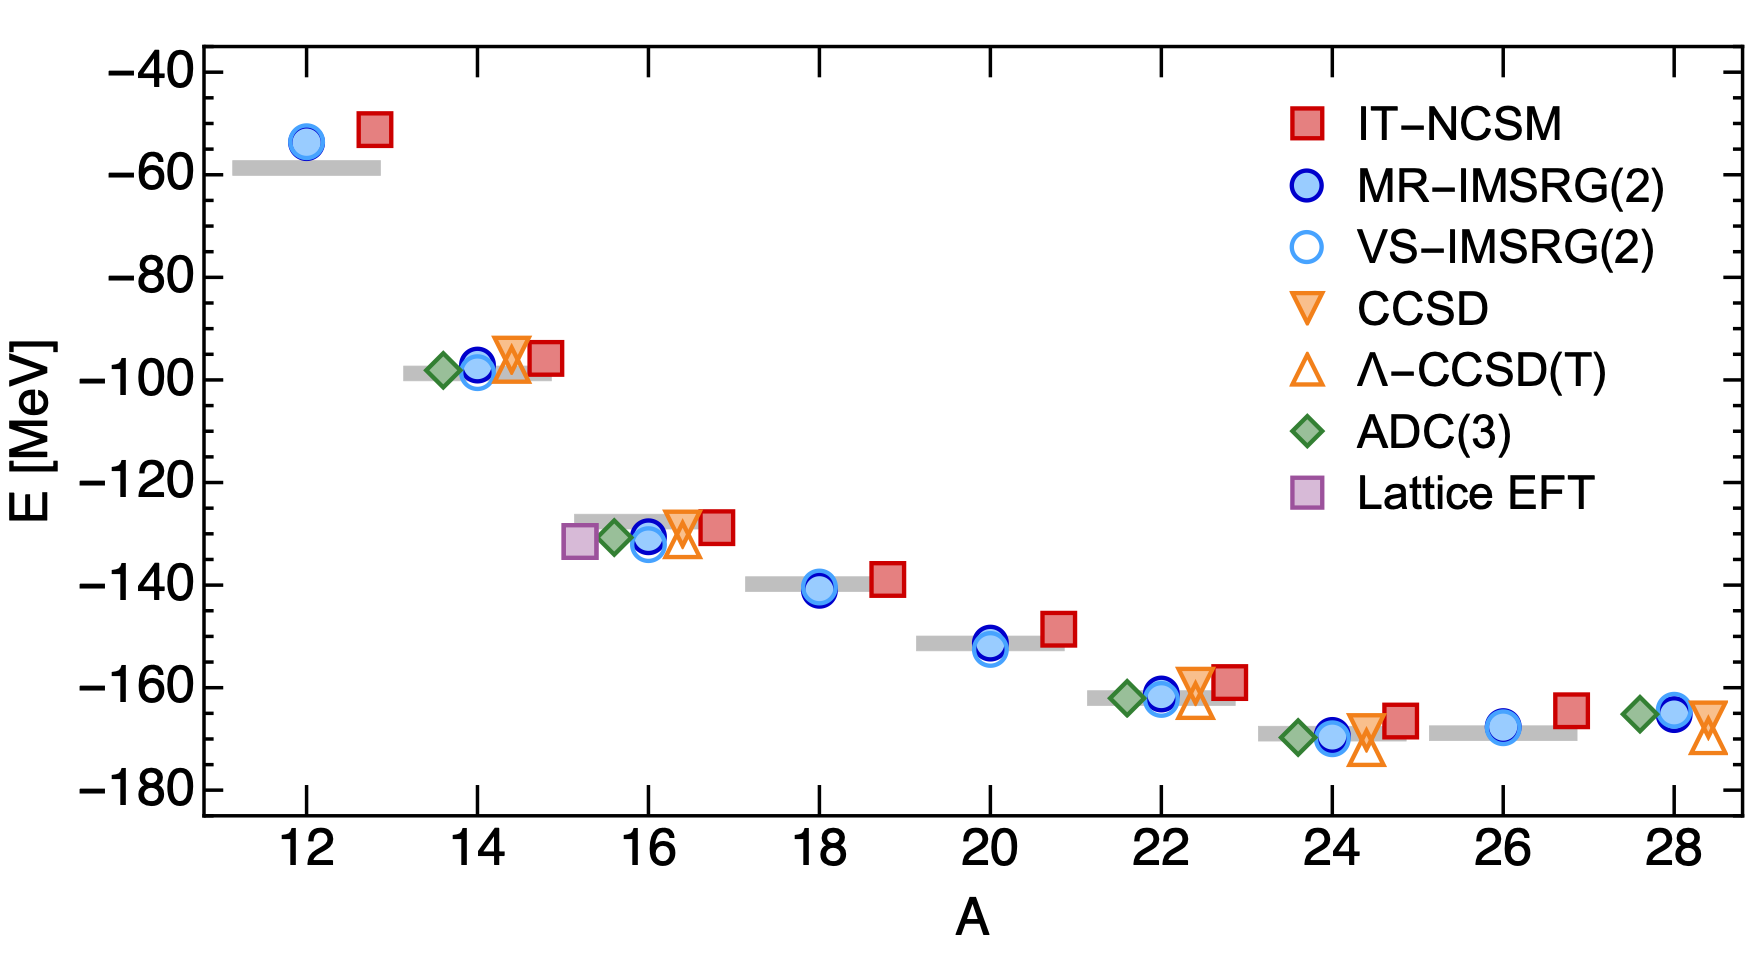 E [MeV]
−40
−60
−80
−100
−120
−140
−160
−180
IT−NCSM
MR−IMSRG(2)
VS−IMSRG(2)
CCSD
Λ−CCSD(T)
ADC(3)
Lattice EFT
12 14 16 18 20 22 24 26 28
A